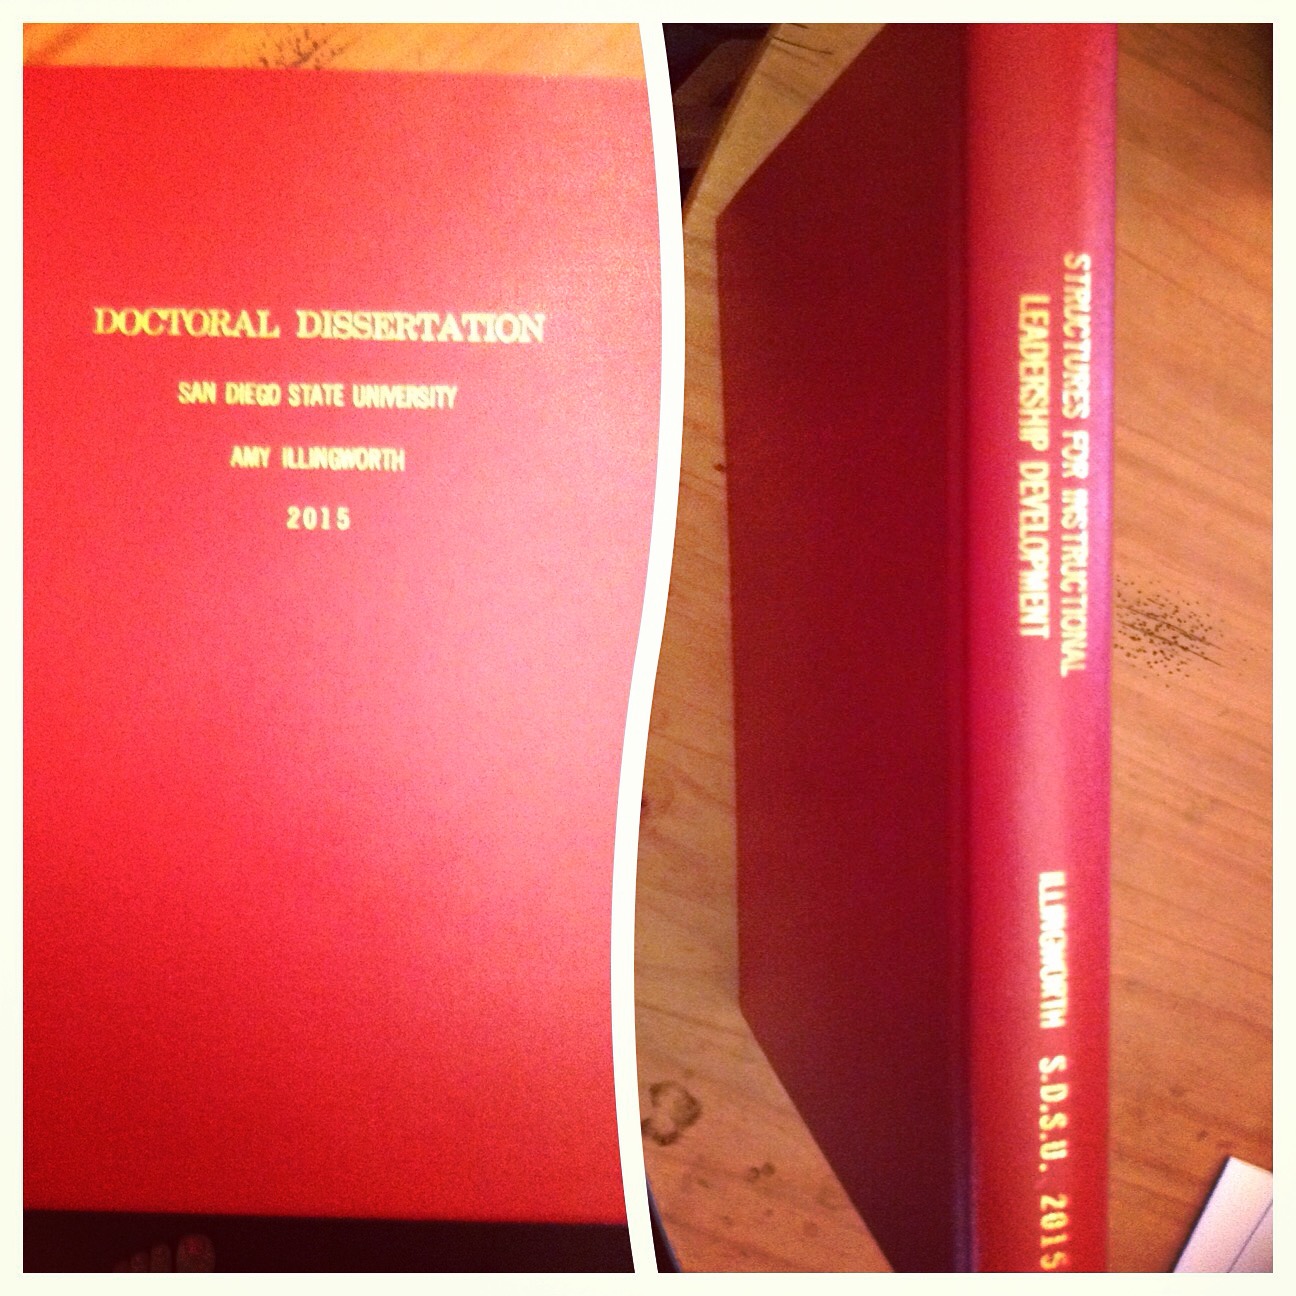 DOCTORAL DISSERTATION
SAN DIEGO STATE UNIVERSITY
AMY ILLINGWORTH
2015
STRUCTURES FOR INSTRUCTIONAL
LEADERSHIP DEVELOPMENT
ILLINGWORTH S.D.S.U. 2015